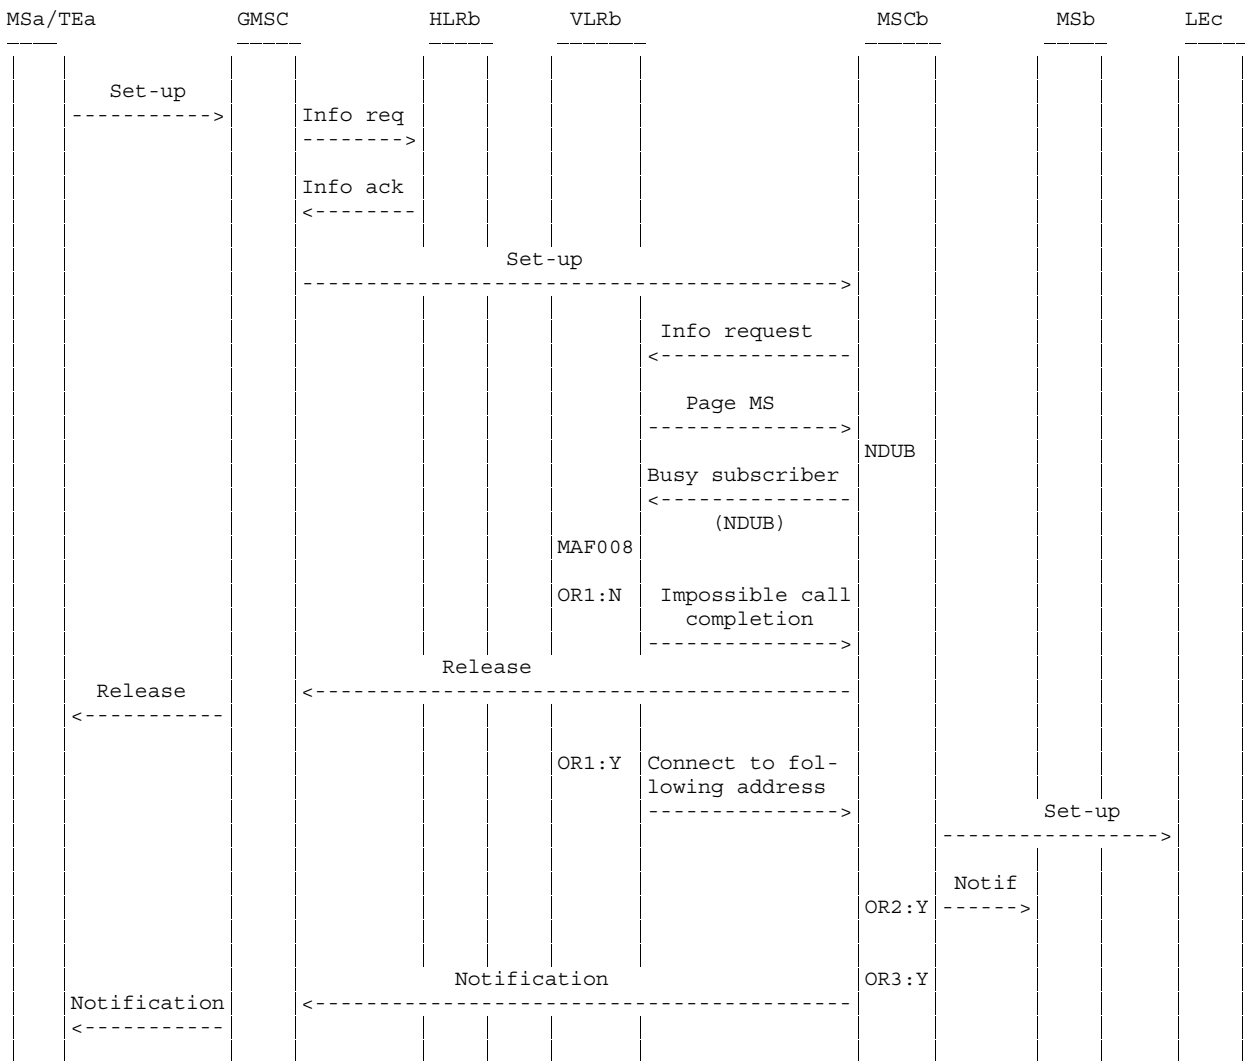 MSa/TEa GMSC HLRb VLRb MSCb MSb LEc
Set-up
----------->
Info req
-------->
Info ack
<--------
Set-up
------------------------------------------>
Info request
<----------------
Page MS
--------------->
NDUB
Busy subscriber
<----------------
(NDUB)
MAF008
OR1:N Impossible call
completion
--------------->
Release
Release <------------------------------------------
<-----------
OR1:Y Connect to fol-
lowing address
--------------->
Set-up
----------------->
Notif
OR2:Y ------>
Notification OR3:Y
Notification <------------------------------------------
<-----------